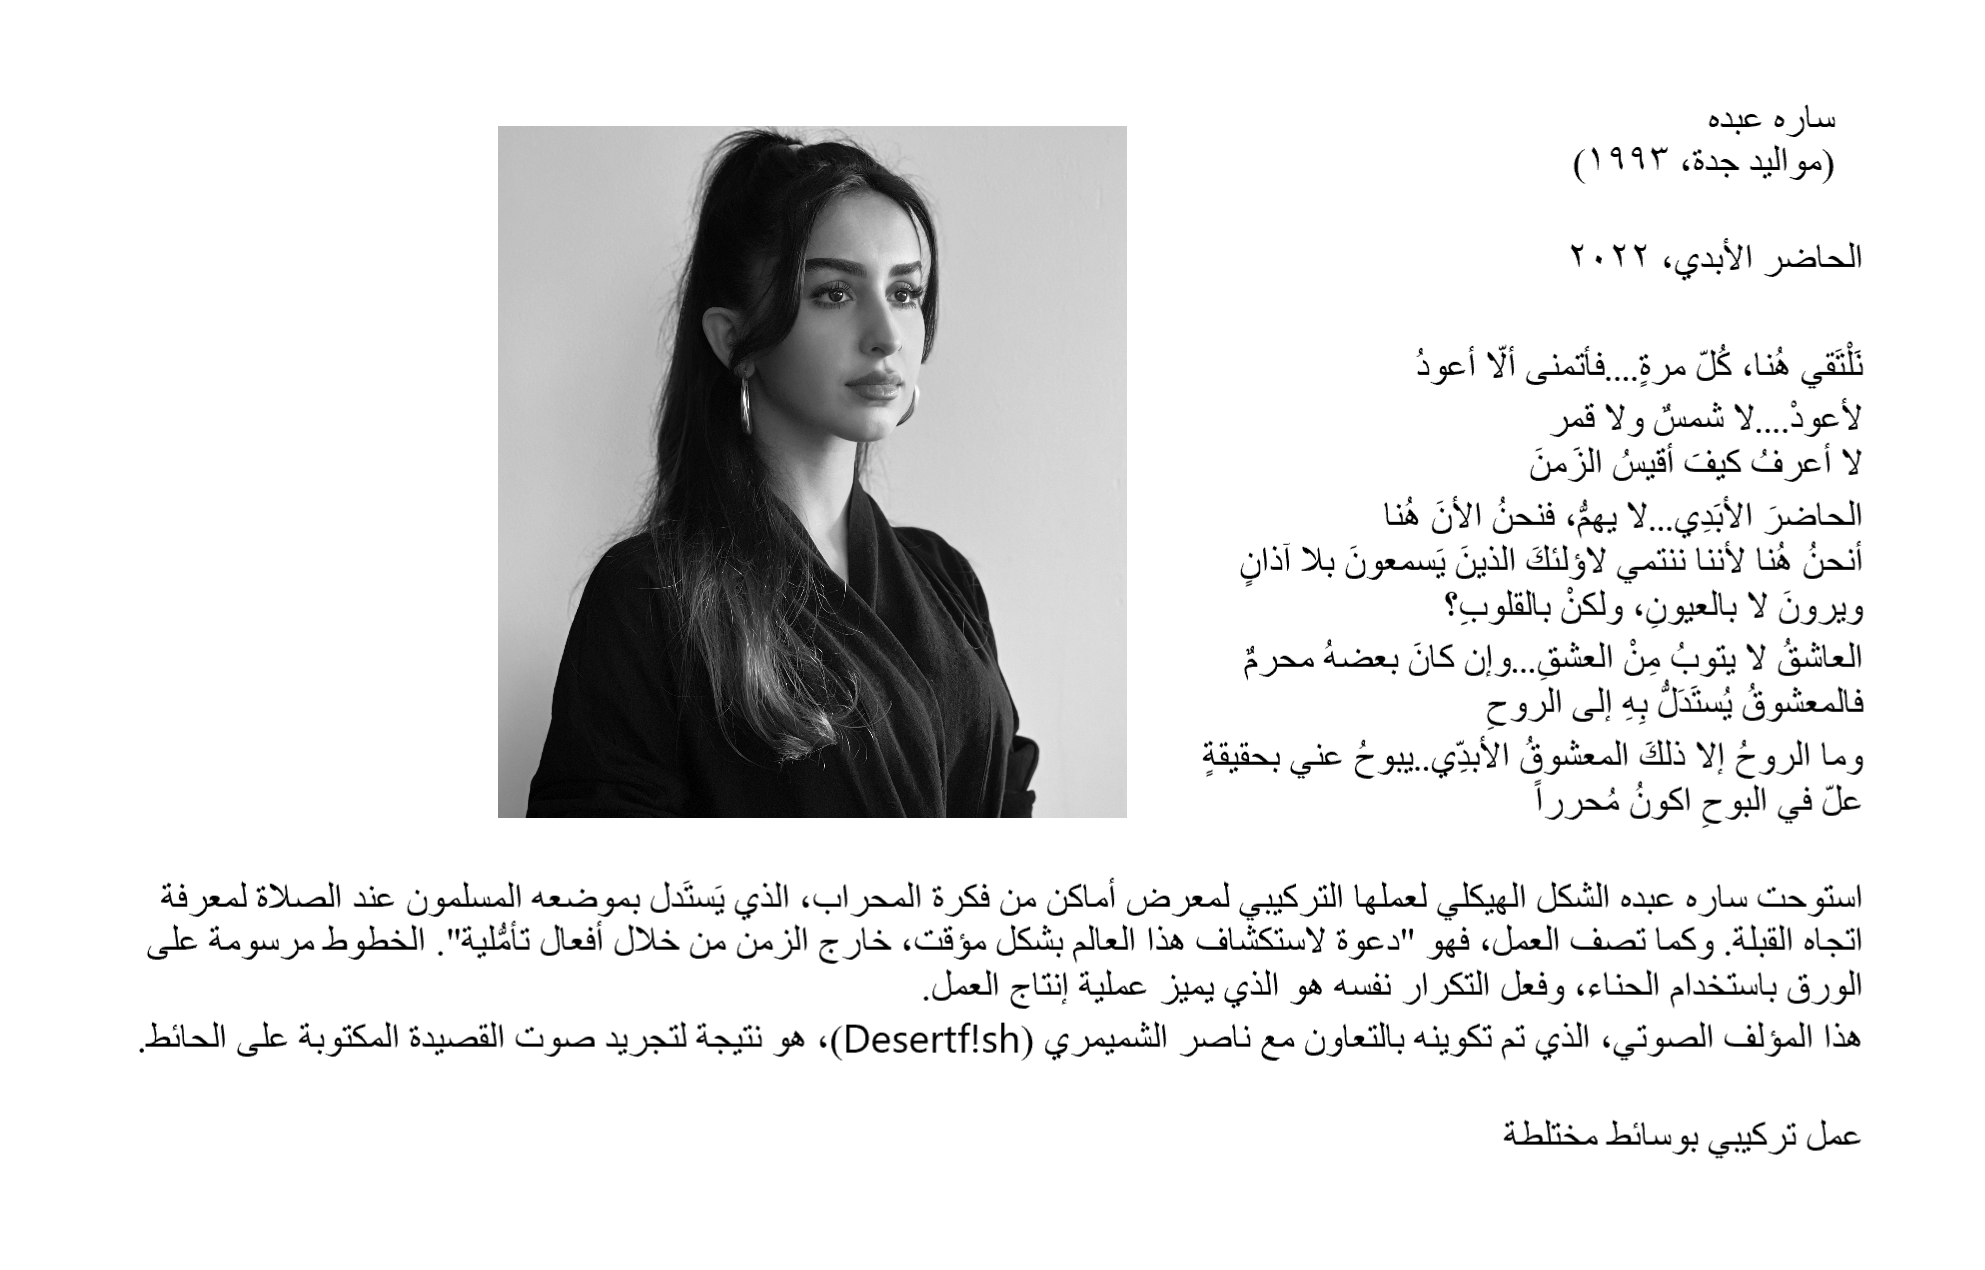 ساره عبده
(مواليد جدة، ١٩٩٣)
الحاضر الأبدي، ٢٠٢٢
نَلْتَقي هُنا، كُلّ مرةٍ....فأتمنى ألّا أعودُ
لأعودْ....لا شمسٌ ولا قمر
لا أعرفُ كيفَ أقيسُ الزَمنَ
الحاضرَ الأبَدِي...لا يهمُّ، فنحنُ الأنَ هُنا
أنحنُ هُنا لأننا ننتمي لاؤلئكَ الذينَ يَسمعونَ بلا آذانٍ
ويرونَ لا بالعيونِ، ولكنْ بالقلوبِ؟
العاشقُ لا يتوبُ مِنْ العشقِ...وإن كانَ بعضهُ محرمٌ
فالمعشوقُ يُستَدَلُّ بِهِ إلى الروحِ
وما الروحُ إلا ذلكَ المعشوقُ الأبدِّي..يبوحُ عني بحقيقةٍ
علّ في البوحِ اكونُ مُحرراً
استوحت ساره عبده الشكل الهيكلي لعملها التركيبي لمعرض أماكن من فكرة المحراب، الذي يَستَدل بموضعه المسلمون عند الصلاة لمعرفة
اتجاه القبلة. وكما تصف العمل، فهو "دعوة لاستكشاف هذا العالم بشكل مؤقت، خارج الزمن من خلال أفعال تأمُّلية". الخطوط مرسومة على
الورق باستخدام الحناء، وفعل التكرار نفسه هو الذي يميز عملية إنتاج العمل.
هذا المؤلف الصوتي، الذي تم تكوينه بالتعاون مع ناصر الشميمري (Desertf!sh)، هو نتيجة لتجريد صوت القصيدة المكتوبة على الحائط.
عمل تركيبي بوسائط مختلطة